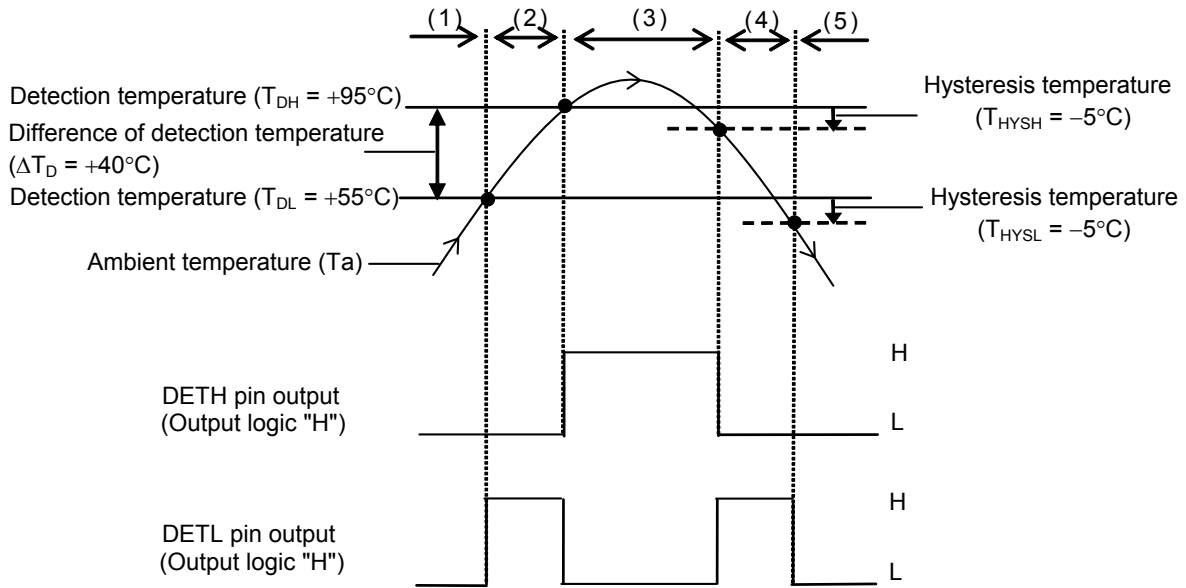 (1) (2) (3) (4) (5)
Detection temperature (TDH = +95°C)
Difference of detection temperature
(ΔTD = +40°C)
Detection temperature (TDL = +55°C)
Ambient temperature (Ta)
Hysteresis temperature
(THYSH = −5°C)
Hysteresis temperature
(THYSL = −5°C)
DETH pin output
(Output logic "H")
H
L
DETL pin output
(Output logic "H")
H
L